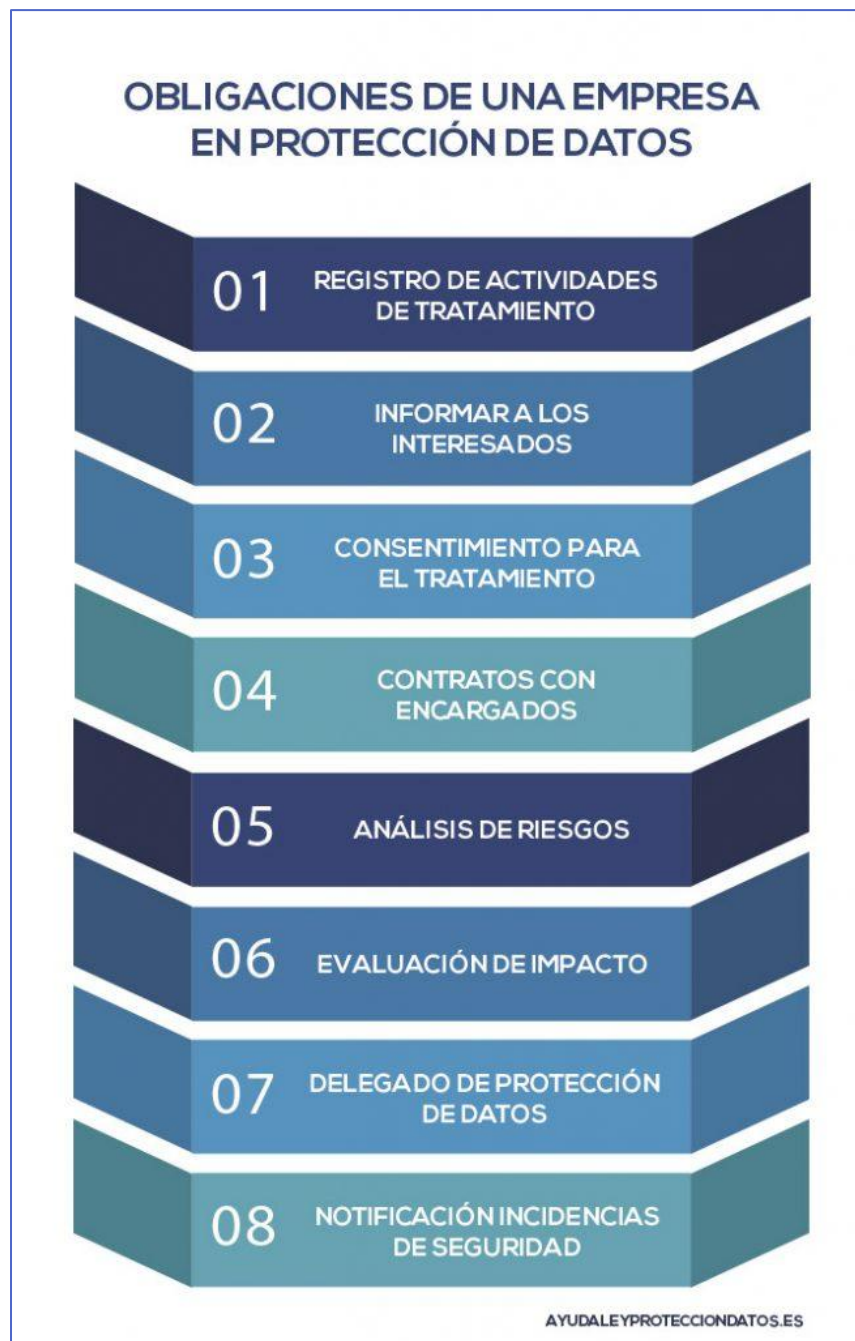 OBLIGACIONES DE UNA EMPRESA
EN PROTECCIÓN DE DATOS
01
REGISTRO DE ACTIVIDADES
DE TRATAMIENTO
02
INFORMAR A LOS
INTERESADOS
03
CONSENTIMIENTO PARA
EL TRATAMIENTO
04
CONTRATOS CON
ENCARGADOS
05
ANÁLISIS DE RIESGOS
06
EVALUACIÓN DE IMPACTO
07
DELEGADO DE PROTECCIÓN
DE DATOS
08
NOTIFICACIÓN INCIDENCIAS
DE SEGURIDAD
AYUDALEYPROTECCIONDATOS.ES